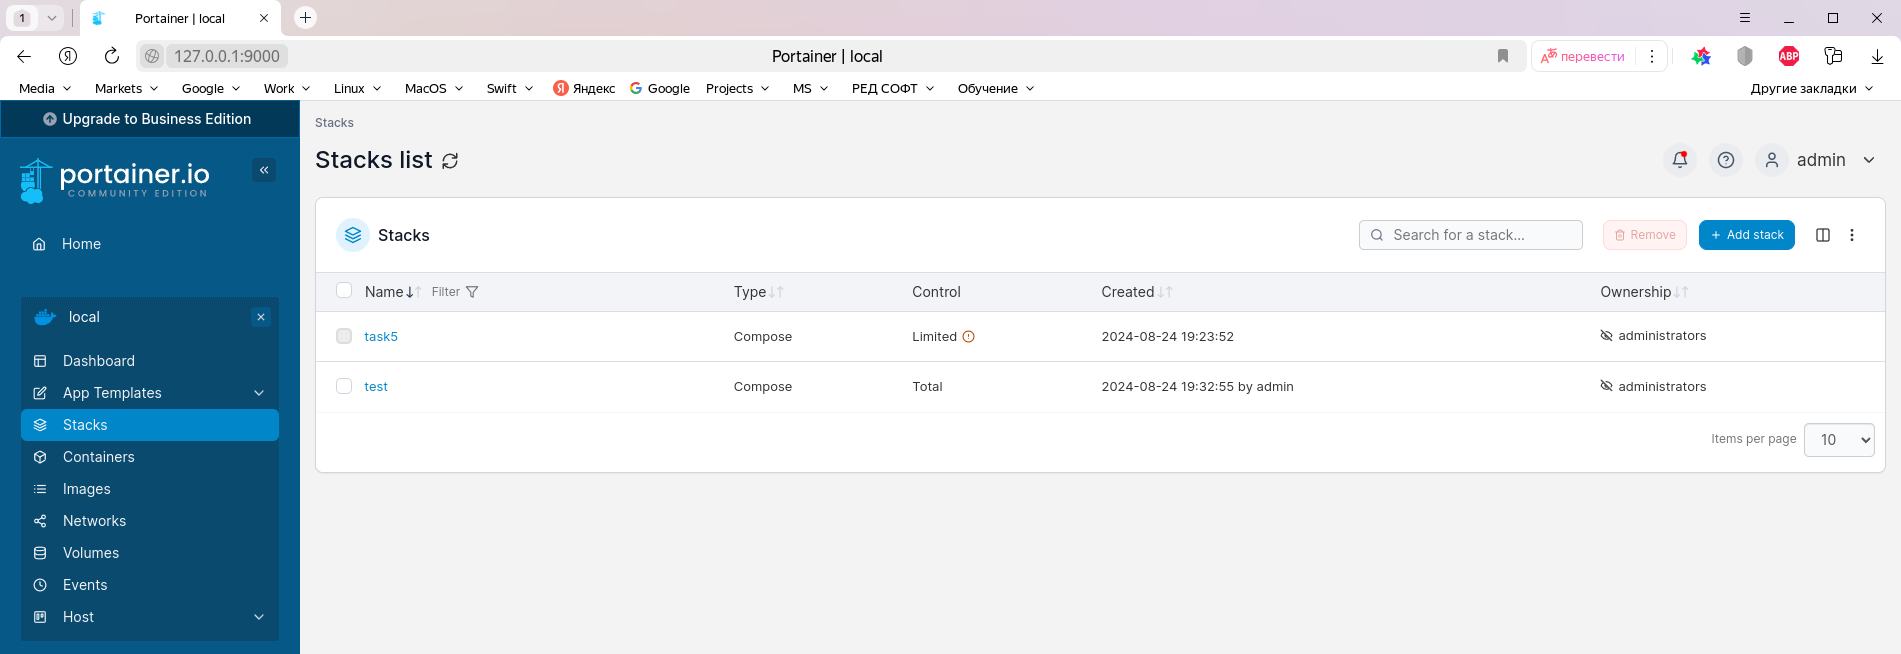 1
Portainer | local
127.0.0.1:9000
Portainer | local
перевести
ABP
Media Markets Google Work Linux MacOS Swift Яндекс Google Projects MS РЕД СОФТ Обучение Другие закладки
Upgrade to Business Edition
portainer.io
COMMUNITY EDITION
Home
local
Dashboard
App Templates
Stacks
Containers
Images
Networks
Volumes
Events
Host
Stacks
Stacks list
admin
Stacks
Search for a stack...
Remove
Add stack
Name Filter Type Control Created Ownership
task5 Compose Limited 2024-08-24 19:23:52 administrators
test Compose Total 2024-08-24 19:32:55 by admin administrators
Items per page 10